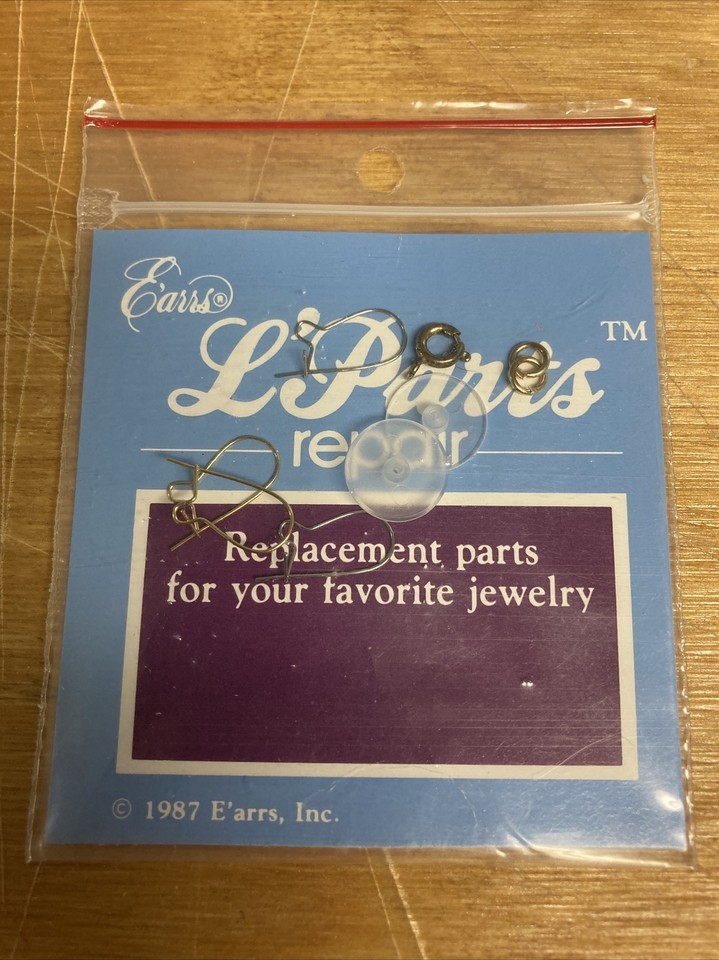 E'arrs®
L'Parts™
repair
Replacement parts
for your favorite jewelry
© 1987 E'arrs, Inc.